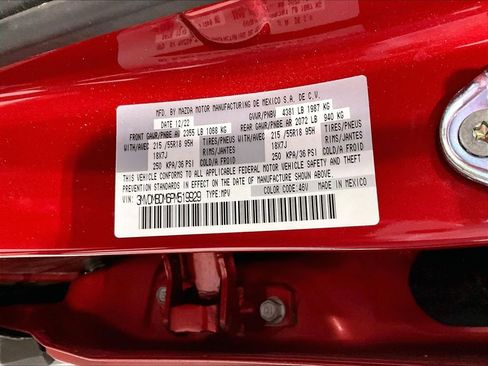 MFD. BY MAZDA MOTOR MANUFACTURING DE MEXICO S.A. DE C.V.
DATE 12/22 GVWR/PNBV 4381 LB 1987 KG
FRONT GAWR/PNBE AV 2355 LB 1068 KG REAR GAWR/PNBE AR 2072 LB 940 KG
WITH/AVEC 215 /55R18 95H TIRES/PNEUS WITH/AVEC 215 /55R18 95H TIRES/PNEUS
18X7J RIMS/JANTES 18X7J RIMS/JANTES
250 KPA/36 PSI COLD/A FROID 250 KPA/36 PSI COLD/A FROID
THIS VEHICLE CONFORMS TO ALL APPLICABLE FEDERAL MOTOR VEHICLE SAFETY AND THEFT
PREVENTION STANDARDS IN EFFECT ON THE DATE OF MANUFACTURE SHOWN ABOVE.
VIN: 3MVDMBDM6PM519929 TYPE:MPV COLOR 46V MADE IN MEXICO